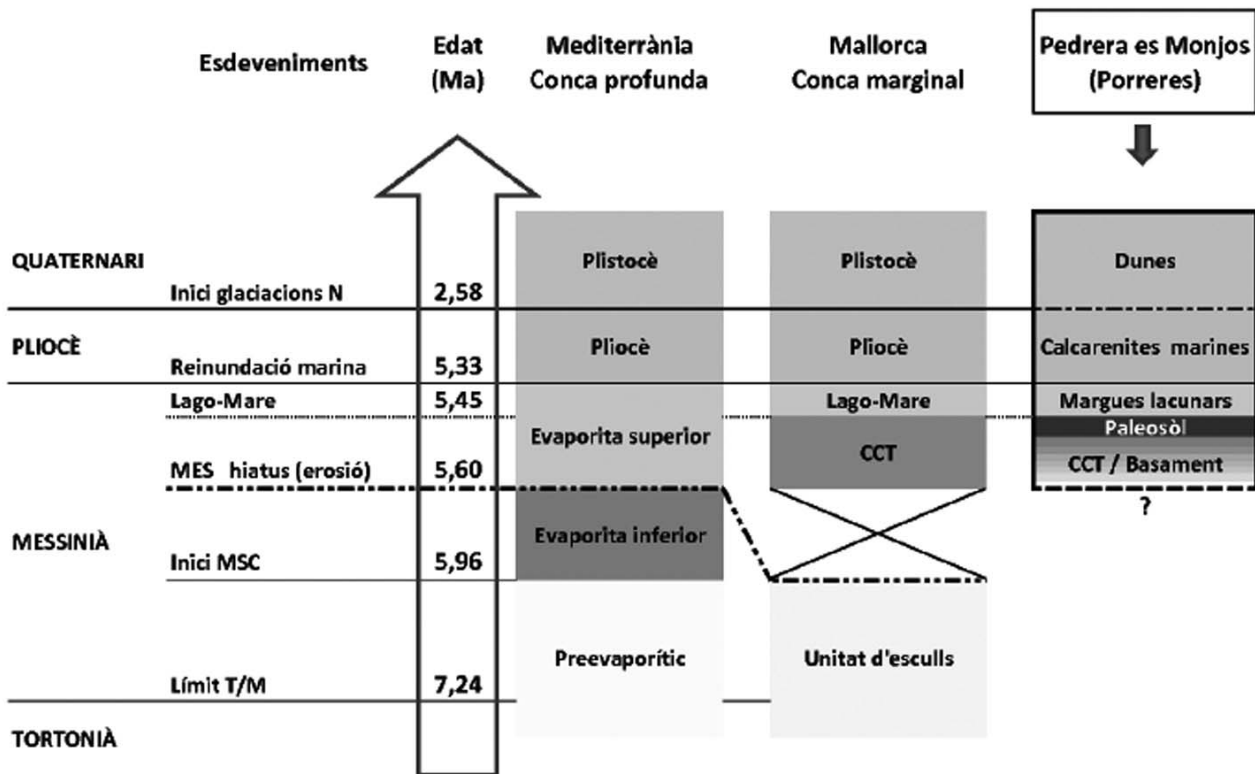 Esdeveniments
Edat
(Ma)
Mediterrània
Conca profunda
Mallorca
Conca marginal
Pedrera es Monjos
(Porreres)
QUATERNARI
Plistocè
Plistocè
Dunes
Inici glaciacions N
2,58
PLIOCÈ
Pliocè
Pliocè
Calcarenites marines
Reinundació marina
5,33
Lago-Mare
5,45
Lago-Mare
Margues lacunars
Paleosòl
Evaporita superior
CCT
CCT / Basament
MES hiatus (erosió)
5,60
?
MESSINIÀ
Evaporita inferior
Inici MSC
5,96
Preevaporític
Unitat d'esculls
Límit T/M
7,24
TORTONIÀ